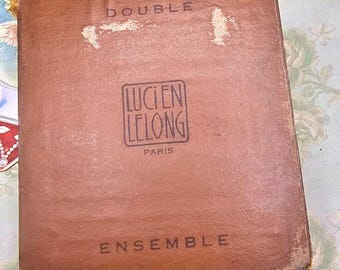 DOUBLE
LUCIEN
LELONG
PARIS
ENSEMBLE